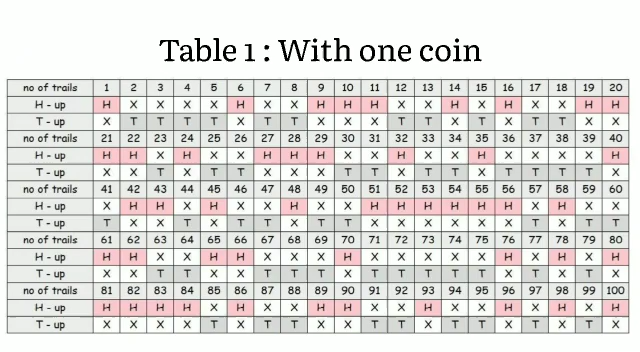 Table 1 : With one coin
no of trails 1 2 3 4 5 6 7 8 9 10 11 12 13 14 15 16 17 18 19 20
H - up H X X X X H X X H H H X X H X H X X H H
T - up X T T T T X T T X X X T T X T X T T X X
no of trails 21 22 23 24 25 26 27 28 29 30 31 32 33 34 35 36 37 38 39 40
H - up H H X H X X H H H X X H X X H X X X X H
T - up X X T X T T X X X T T X T T X T T T T X
no of trails 41 42 43 44 45 46 47 48 49 50 51 52 53 54 55 56 57 58 59 60
H - up X H H X H X X H X X H H H H H H X H X X
T - up T X X T X T T X T T X X X X X X T X T T
no of trails 61 62 63 64 65 66 67 68 69 70 71 72 73 74 75 76 77 78 79 80
H - up H H X X H H X X X H X X X X X H X H X H
T - up X X T T X X T T T X T T T T T X T X T X
no of trails 81 82 83 84 85 86 87 88 89 90 91 92 93 94 95 96 97 98 99 100
H - up H H H H X H X X H H X X H X X H X H X H
T - up X X X X T X T T X X T T X T T X T X T X